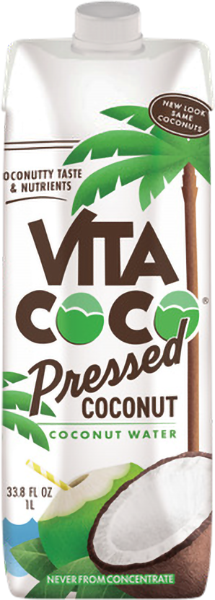 NEW LOOK
SAME
COCONUTS
OCONUTTY TASTE
& NUTRIENTS
VITA
COCO®
Pressed
COCONUT
COCONUT WATER
33.8 FL OZ
1L
NEVER FROM CONCENTRATE